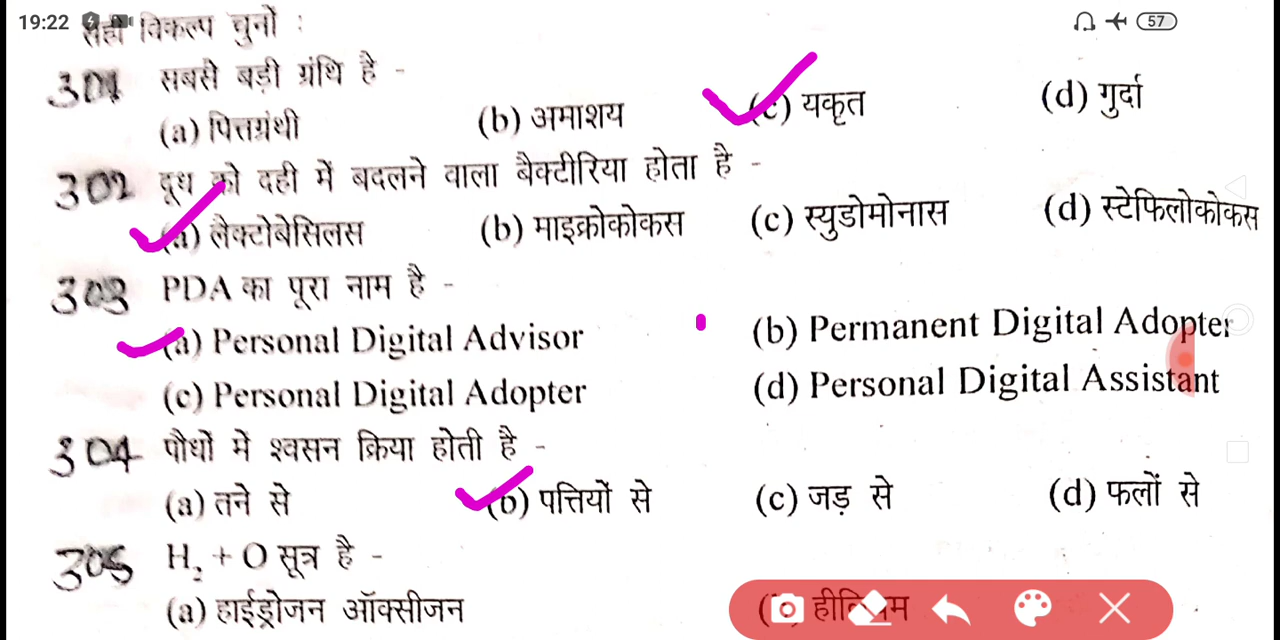 19:22
57
सही विकल्प चुनों :
301 सबसे बड़ी ग्रंथि है -
(a) पित्तग्रंथी (b) अमाशय (c) यकृत (d) गुर्दा
302 दूध को दही में बदलने वाला बैक्टीरिया होता है -
(a) लैक्टोबेसिलस (b) माइक्रोकोकस (c) स्युडोमोनास (d) स्टेफिलोकोकस
303 PDA का पूरा नाम है -
(a) Personal Digital Advisor (b) Permanent Digital Adopter
(c) Personal Digital Adopter (d) Personal Digital Assistant
304 पौधों में श्वसन क्रिया होती है -
(a) तने से (b) पत्तियों से (c) जड़ से (d) फलों से
305 H₂ + O सूत्र है -
(a) हाईड्रोजन ऑक्सीजन (b)